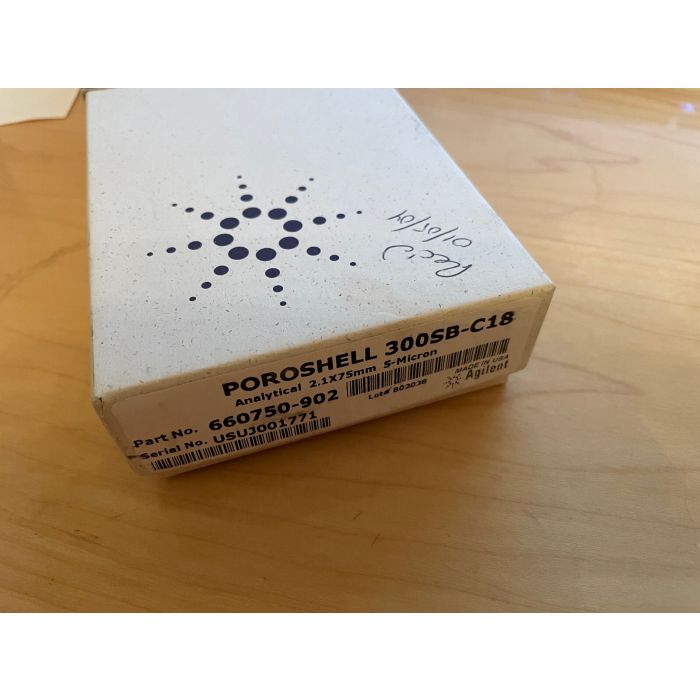 Rec'd
01/05/04
POROSHELL 300SB-C18
Analytical 2.1X75mm 5-Micron
Part No. 660750-902
Serial No. USUJ001771
Lot# B02038
MADE IN USA
Agilent